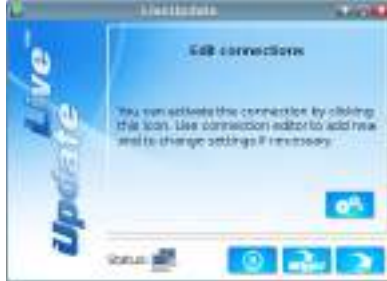 LiveUpdate
Live Update
Edit connections
You can activate this connection by clicking
this icon. Use connection editor to add new
and to change settings if necessary.
Status: